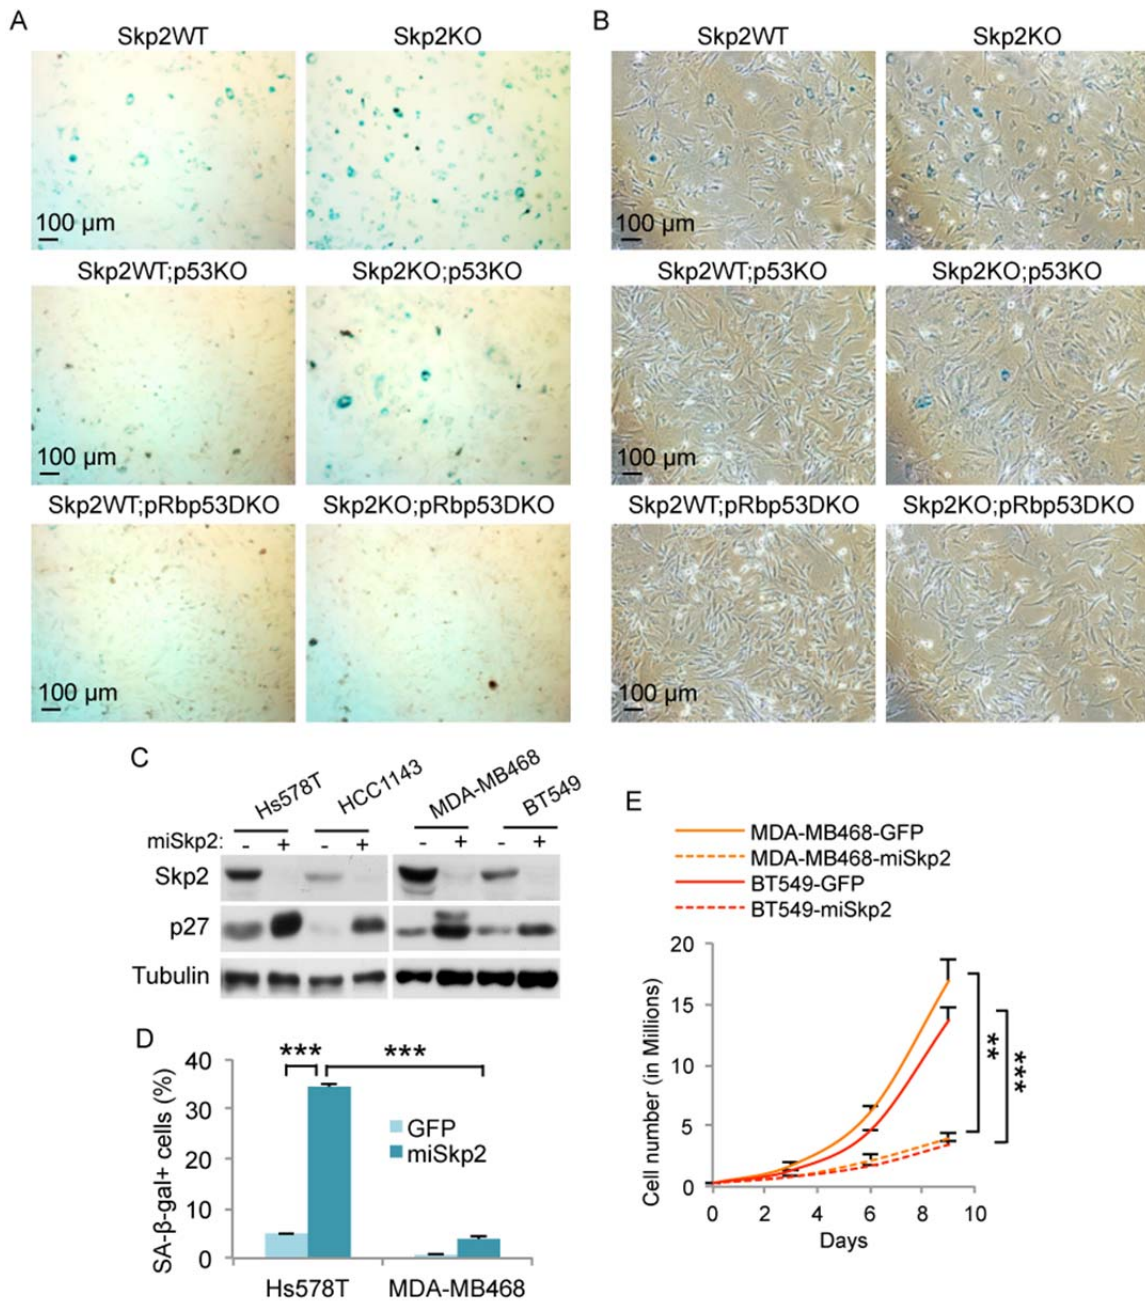 A
Skp2WT Skp2KO
100 µm
Skp2WT;p53KO Skp2KO;p53KO
100 µm
Skp2WT;pRbp53DKO Skp2KO;pRbp53DKO
100 µm
B
Skp2WT Skp2KO
100 µm
Skp2WT;p53KO Skp2KO;p53KO
100 µm
Skp2WT;pRbp53DKO Skp2KO;pRbp53DKO
100 µm
C
Hs578T HCC1143 MDA-MB468 BT549
miSkp2: - + - + - + - +
Skp2
p27
Tubulin
D
SA-β-gal+ cells (%)
40
30
20
10
0
*** ***
GFP
miSkp2
Hs578T MDA-MB468
E
MDA-MB468-GFP
MDA-MB468-miSkp2
BT549-GFP
BT549-miSkp2
Cell number (in Millions)
20
15
10
5
0
** ***
0 2 4 6 8 10
Days